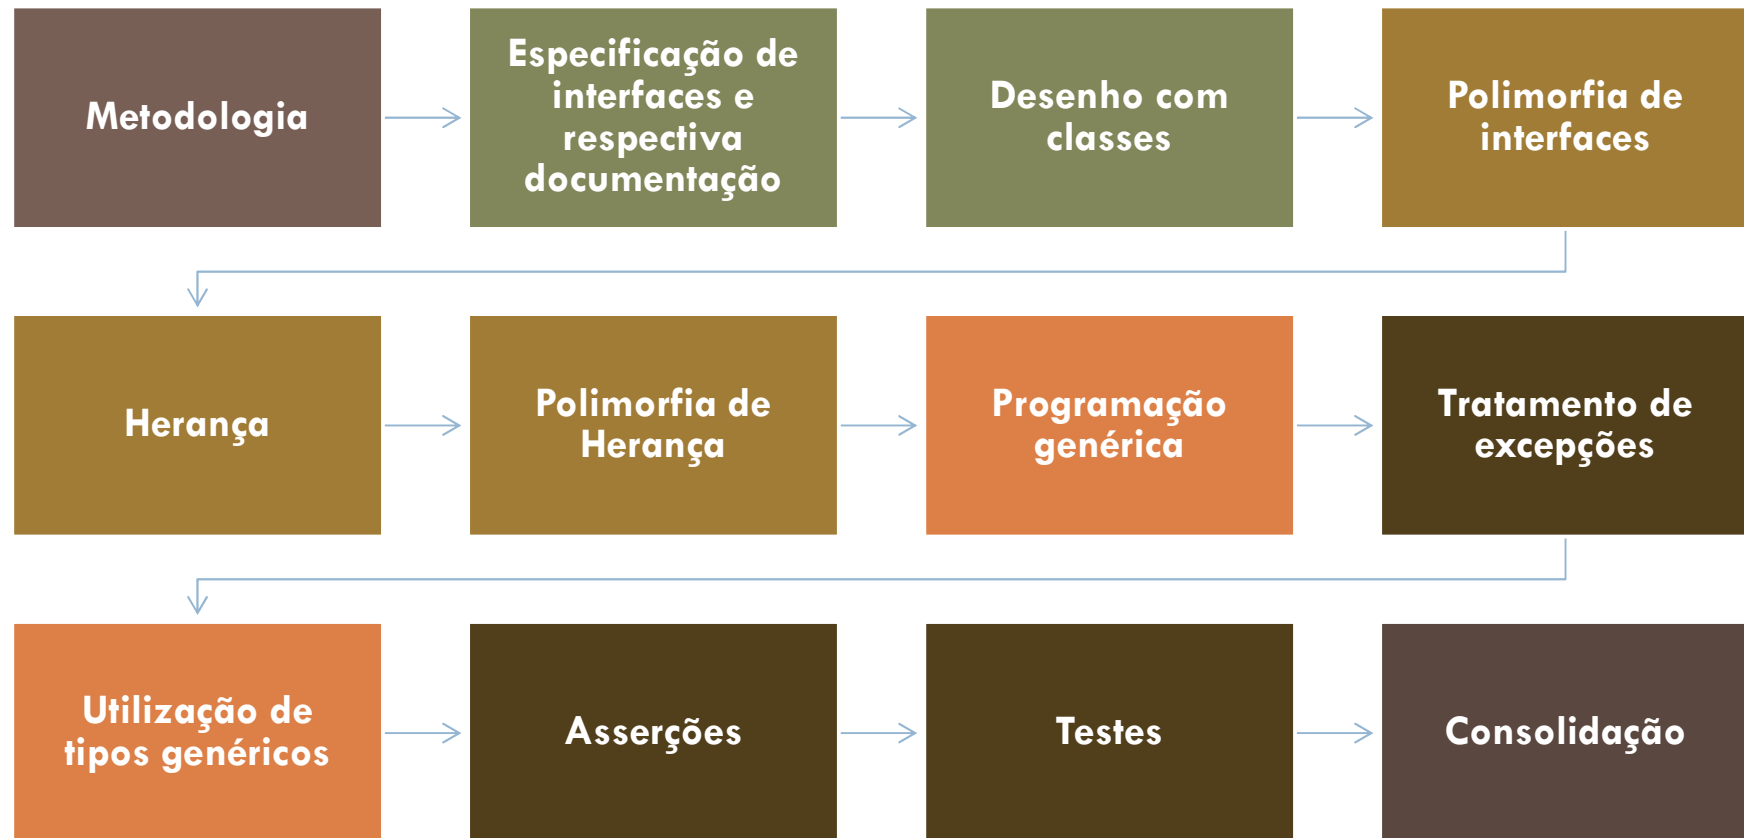 Metodologia
Especificação de
interfaces e
respectiva
documentação
Desenho com
classes
Polimorfia de
interfaces
Herança
Polimorfia de
Herança
Programação
genérica
Tratamento de
excepções
Utilização de
tipos genéricos
Asserções
Testes
Consolidação